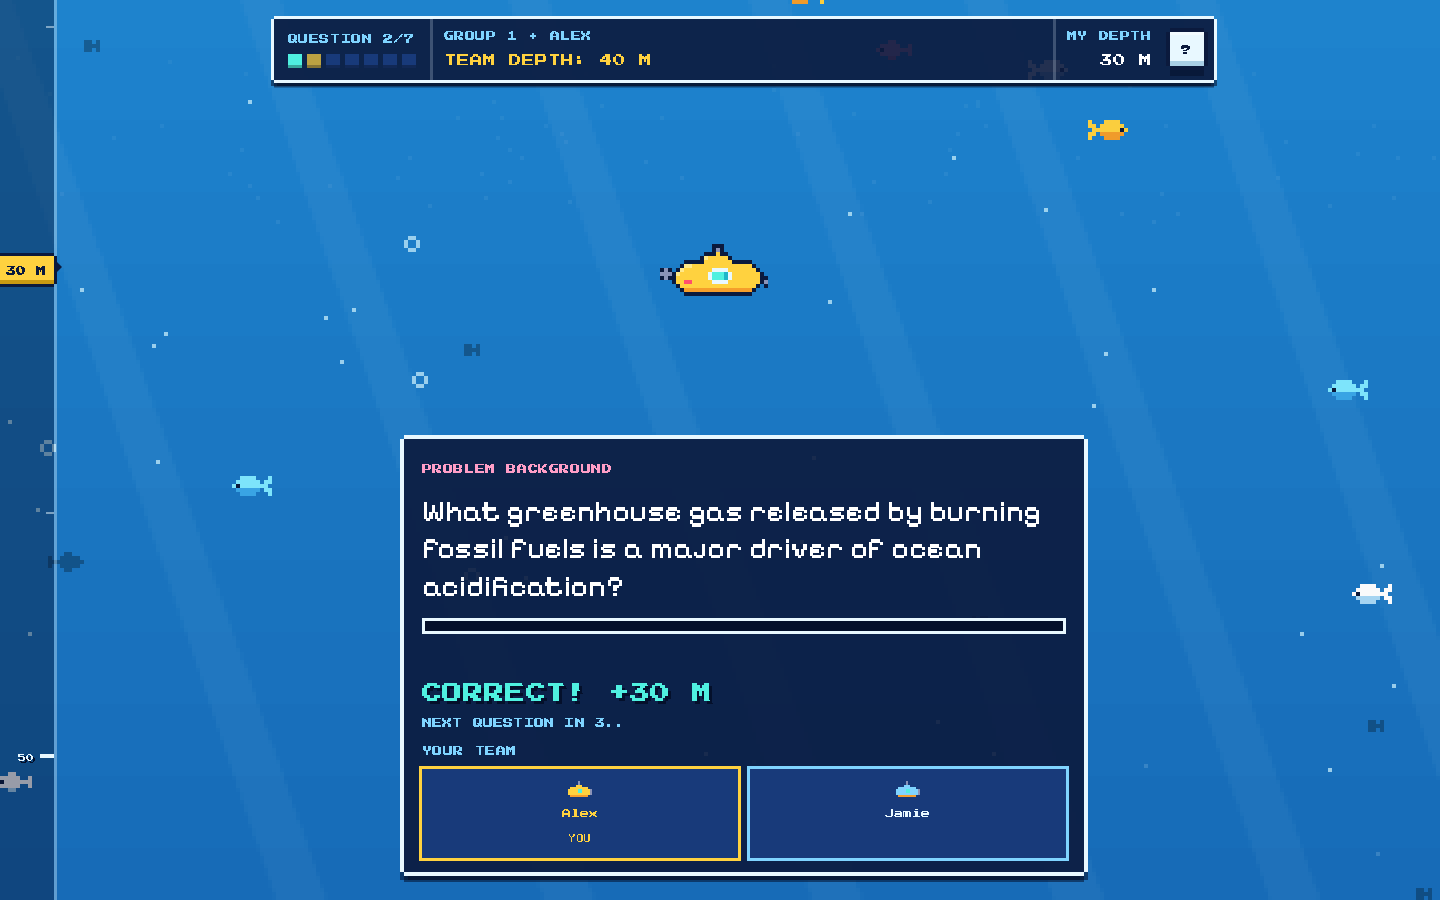 QUESTION 2/7
GROUP 1 + ALEX
TEAM DEPTH: 40 M
MY DEPTH
30 M
?
30 M
50
PROBLEM BACKGROUND
What greenhouse gas released by burning
fossil fuels is a major driver of ocean
acidification?
CORRECT! +30 M
NEXT QUESTION IN 3..
YOUR TEAM
Alex
YOU
Jamie